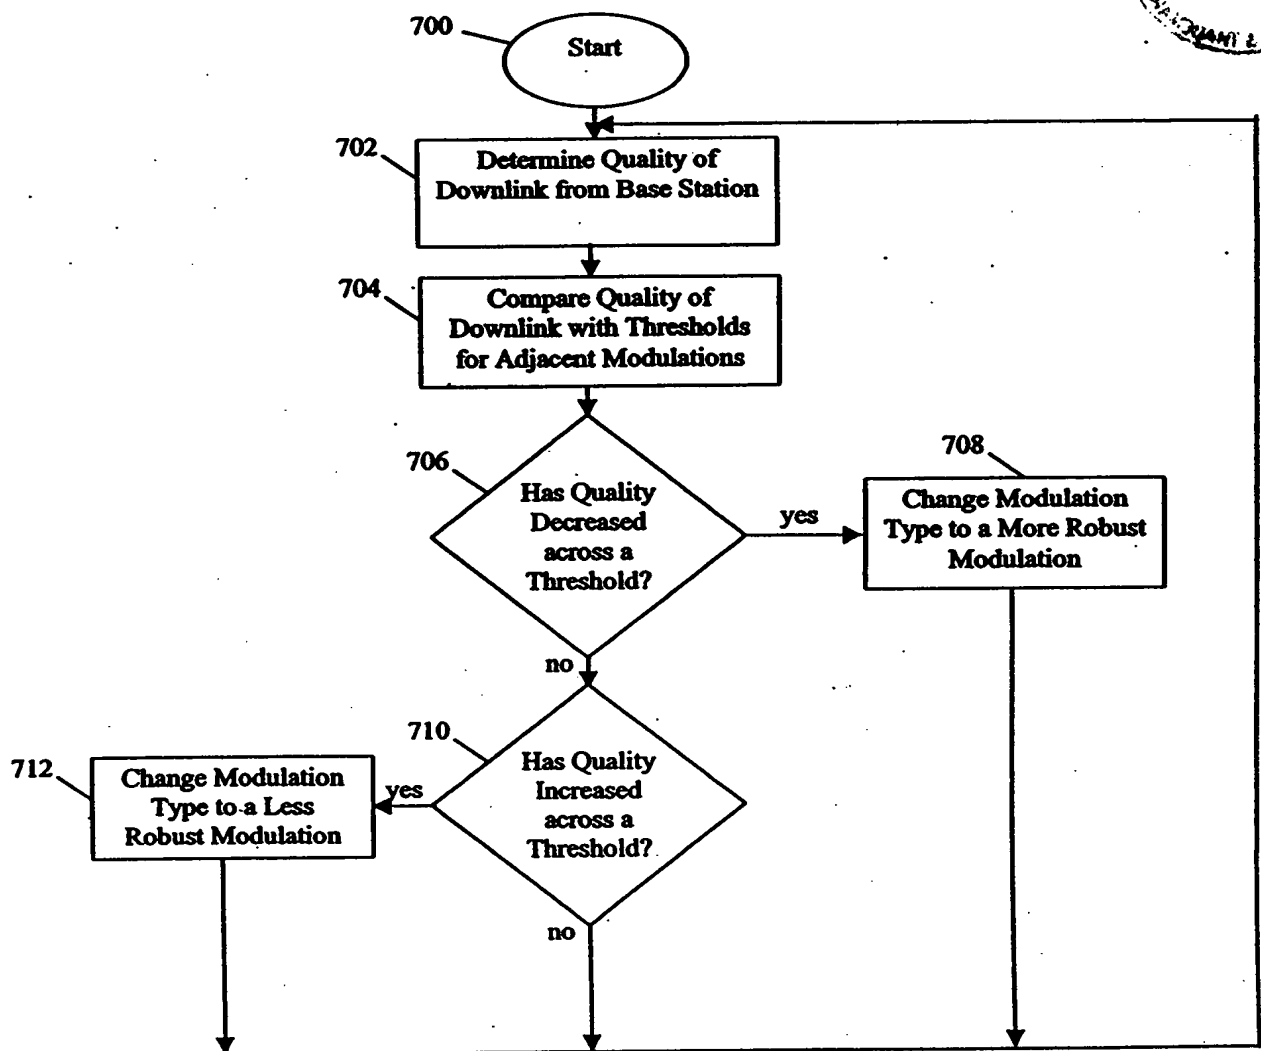 700
Start
702
Determine Quality of
Downlink from Base Station
704
Compare Quality of
Downlink with Thresholds
for Adjacent Modulations
706
Has Quality
Decreased
across a
Threshold?
yes
708
Change Modulation
Type to a More Robust
Modulation
no
710
Has Quality
Increased
across a
Threshold?
yes
712
Change Modulation
Type to a Less
Robust Modulation
no